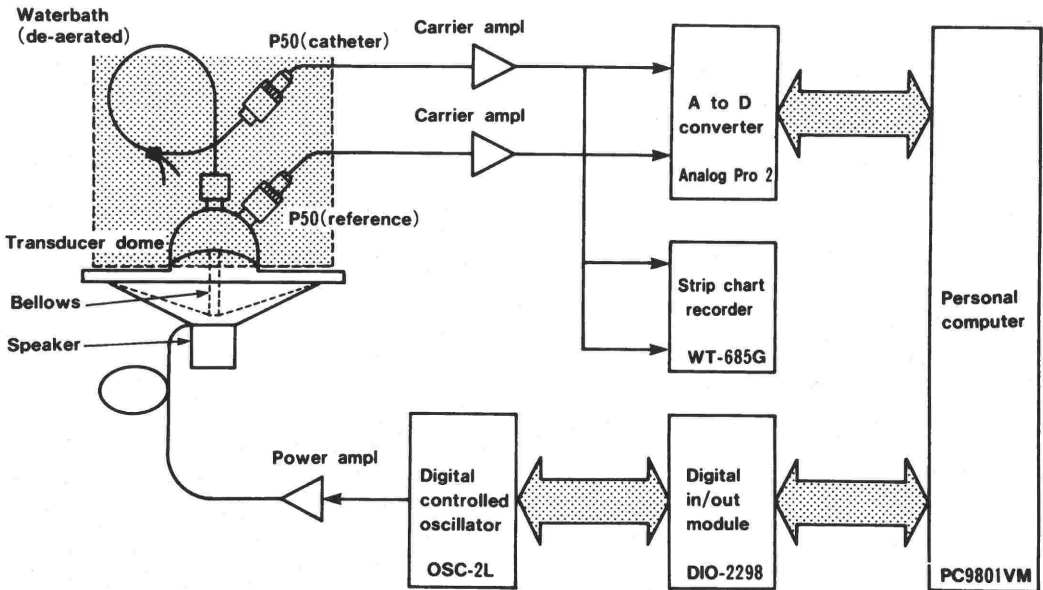 Waterbath
(de-aerated)
P50(catheter)
Carrier ampl
Carrier ampl
A to D
converter
Analog Pro 2
P50(reference)
Transducer dome
Bellows
Speaker
Strip chart
recorder
WT-685G
Personal
computer
Power ampl
Digital
controlled
oscillator
OSC-2L
Digital
in/out
module
DIO-2298
PC9801VM